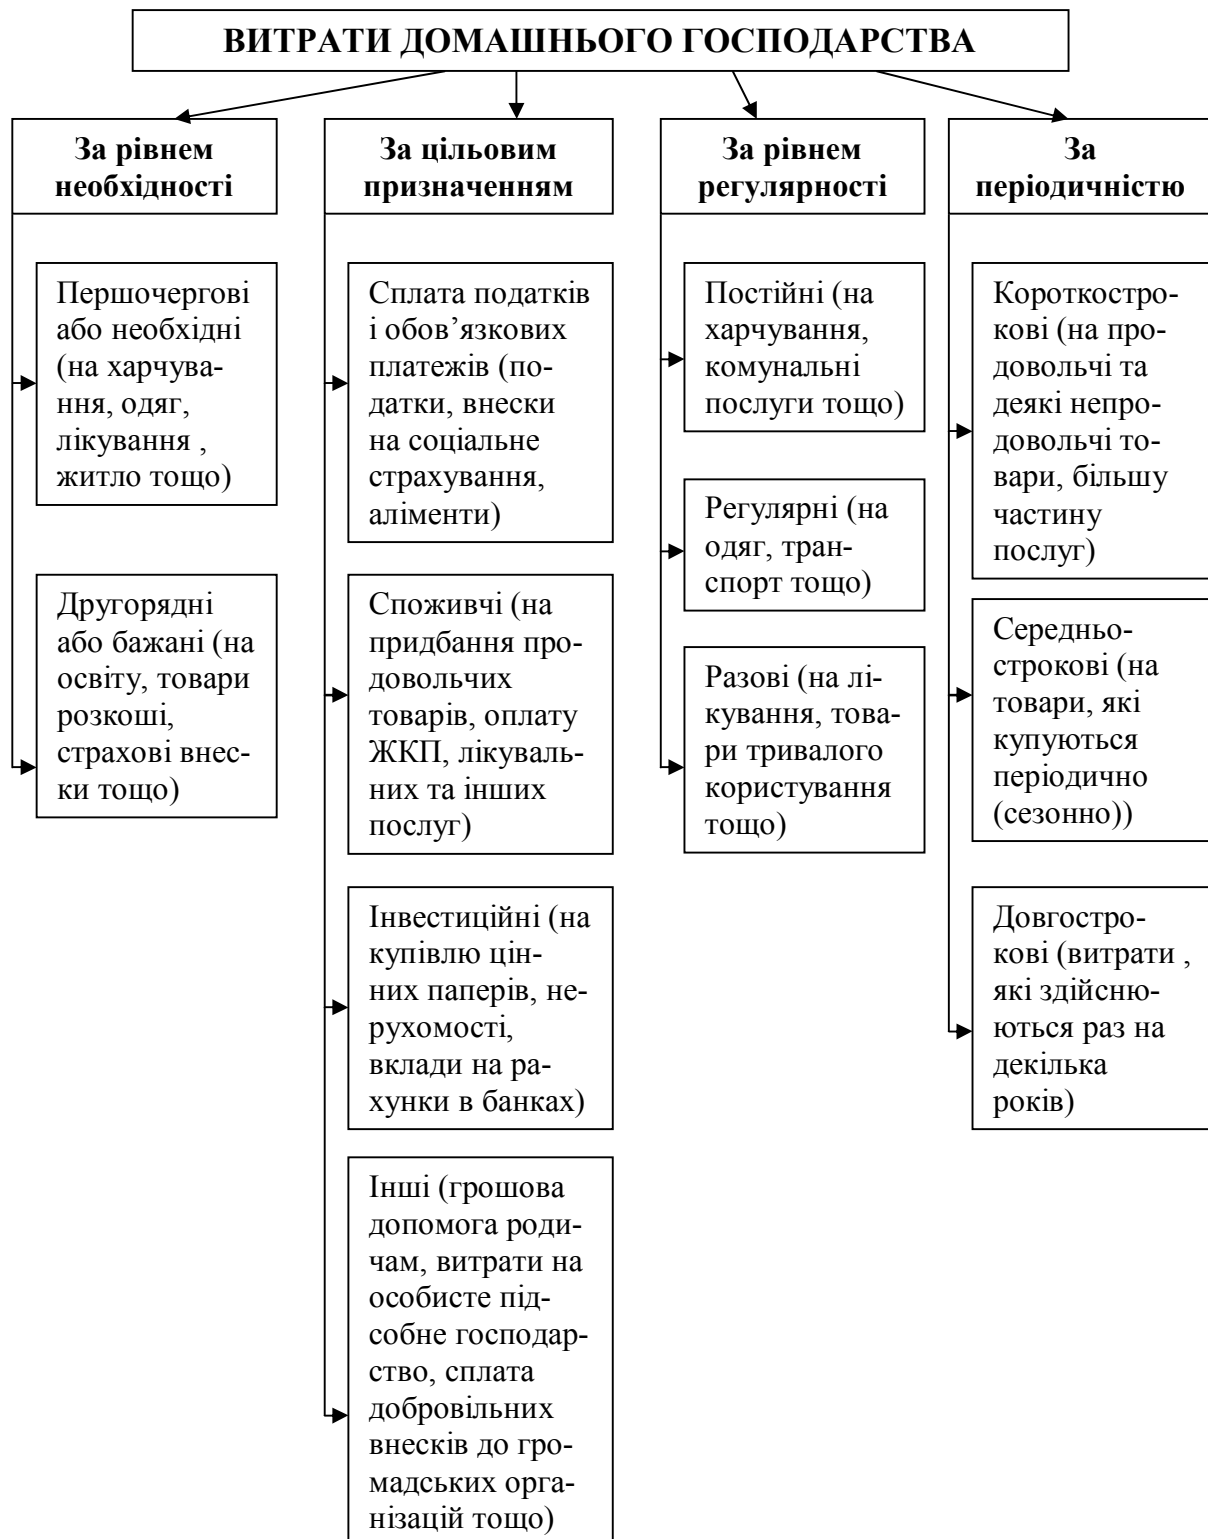 ВИТРАТИ ДОМАШНЬОГО ГОСПОДАРСТВА
За рівнем
необхідності
Першочергові
або необхідні
(на харчува-
ння, одяг,
лікування ,
житло тощо)
Другорядні
або бажані (на
освіту, товари
розкоші,
страхові внес-
ки тощо)
За цільовим
призначенням
Сплата податків
і обов’язкових
платежів (по-
датки, внески
на соціальне
страхування,
аліменти)
Споживчі (на
придбання про-
довольчих
товарів, оплату
ЖКП, лікуваль-
них та інших
послуг)
Інвестиційні (на
купівлю цін-
них паперів, не-
рухомості,
вклади на ра-
хунки в банках)
Інші (грошова
допомога роди-
чам, витрати на
особисте під-
собне господар-
ство, сплата
добровільних
внесків до гро-
мадських орга-
нізацій тощо)
За рівнем
регулярності
Постійні (на
харчування,
комунальні
послуги тощо)
Регулярні (на
одяг, тран-
спорт тощо)
Разові (на лі-
кування, това-
ри тривалого
користування
тощо)
За
періодичністю
Короткостро-
кові (на про-
довольчі та
деякі непро-
довольчі то-
вари, більшу
частину
послуг)
Середньо-
строкові (на
товари, які
купуються
періодично
(сезонно))
Довгостро-
кові (витрати ,
які здійсню-
ються раз на
декілька
років)